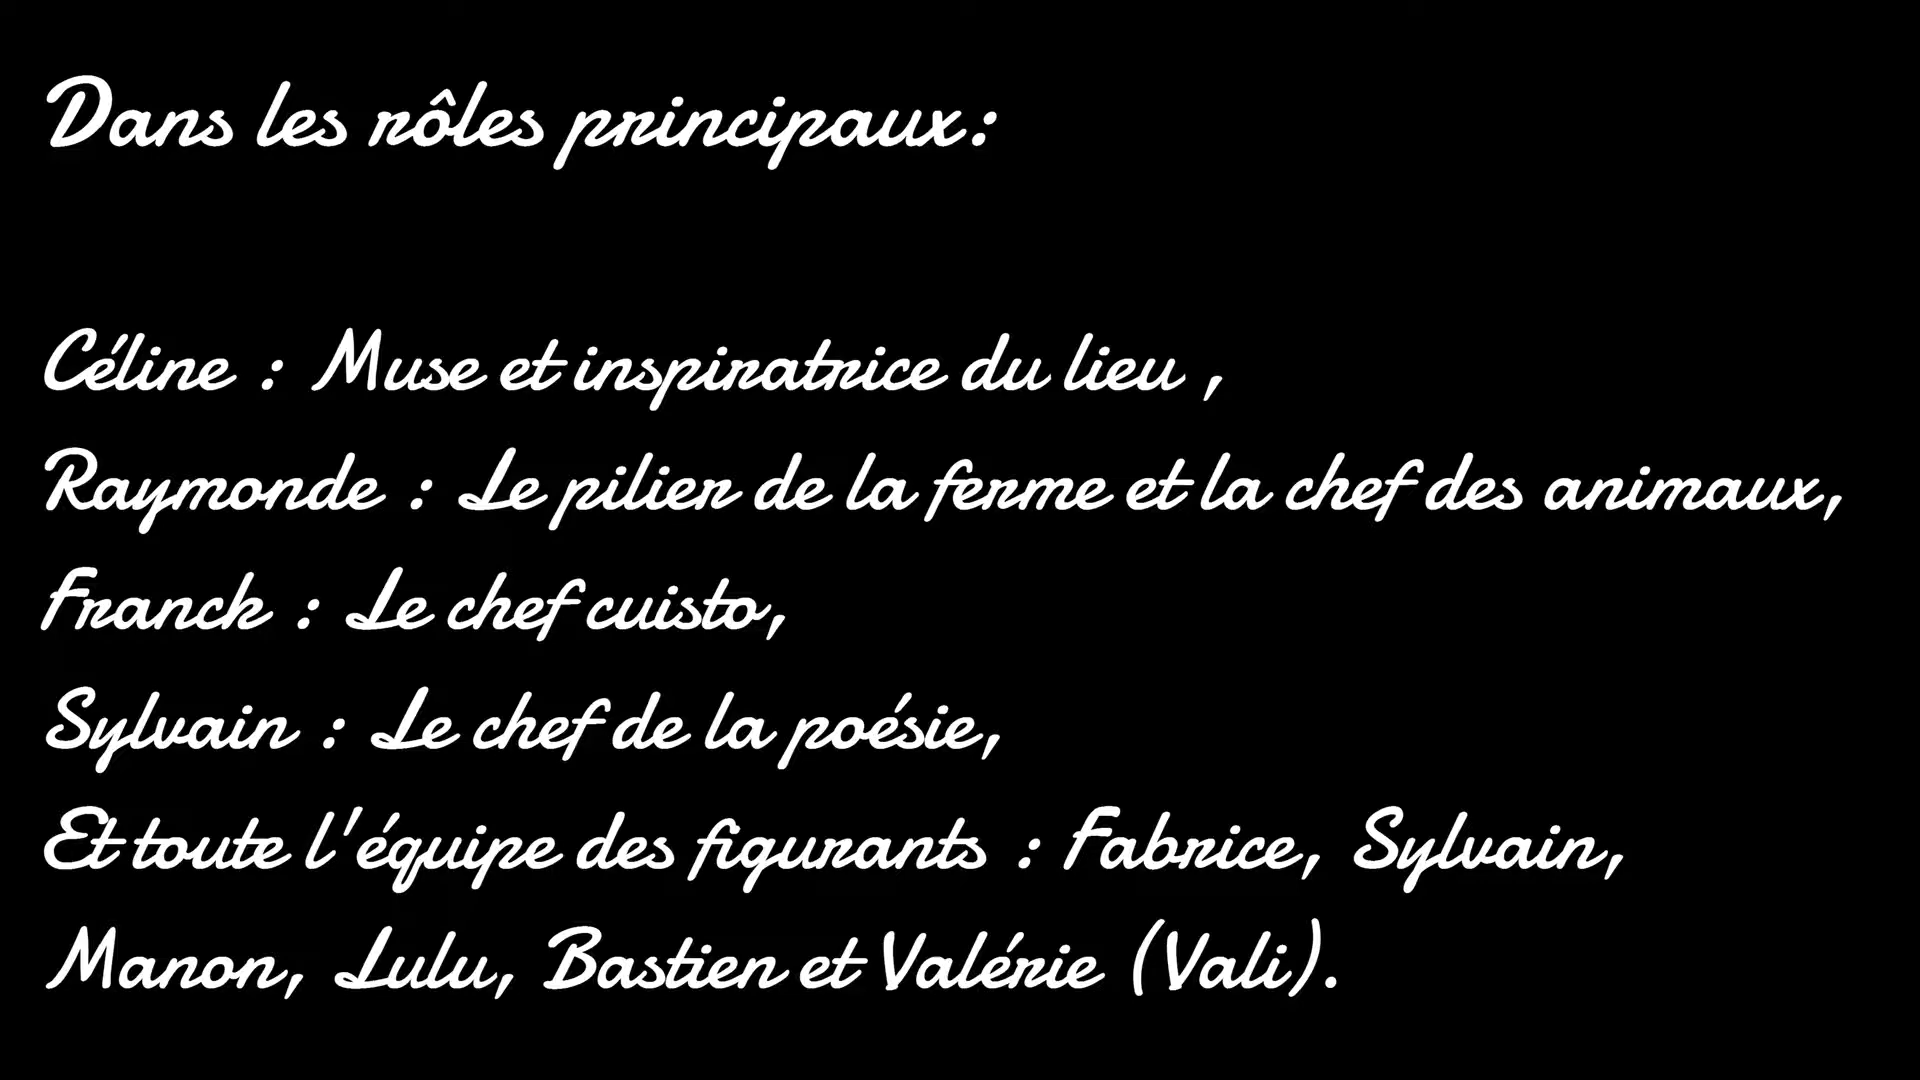 Dans les rôles principaux:
Céline : Muse et inspiratrice du lieu ,
Raymonde : Le pilier de la ferme et la chef des animaux,
Franck : Le chef cuisto,
Sylvain : Le chef de la poésie,
Et toute l'équipe des figurants : Fabrice, Sylvain,
Manon, Lulu, Bastien et Valérie (Vali).